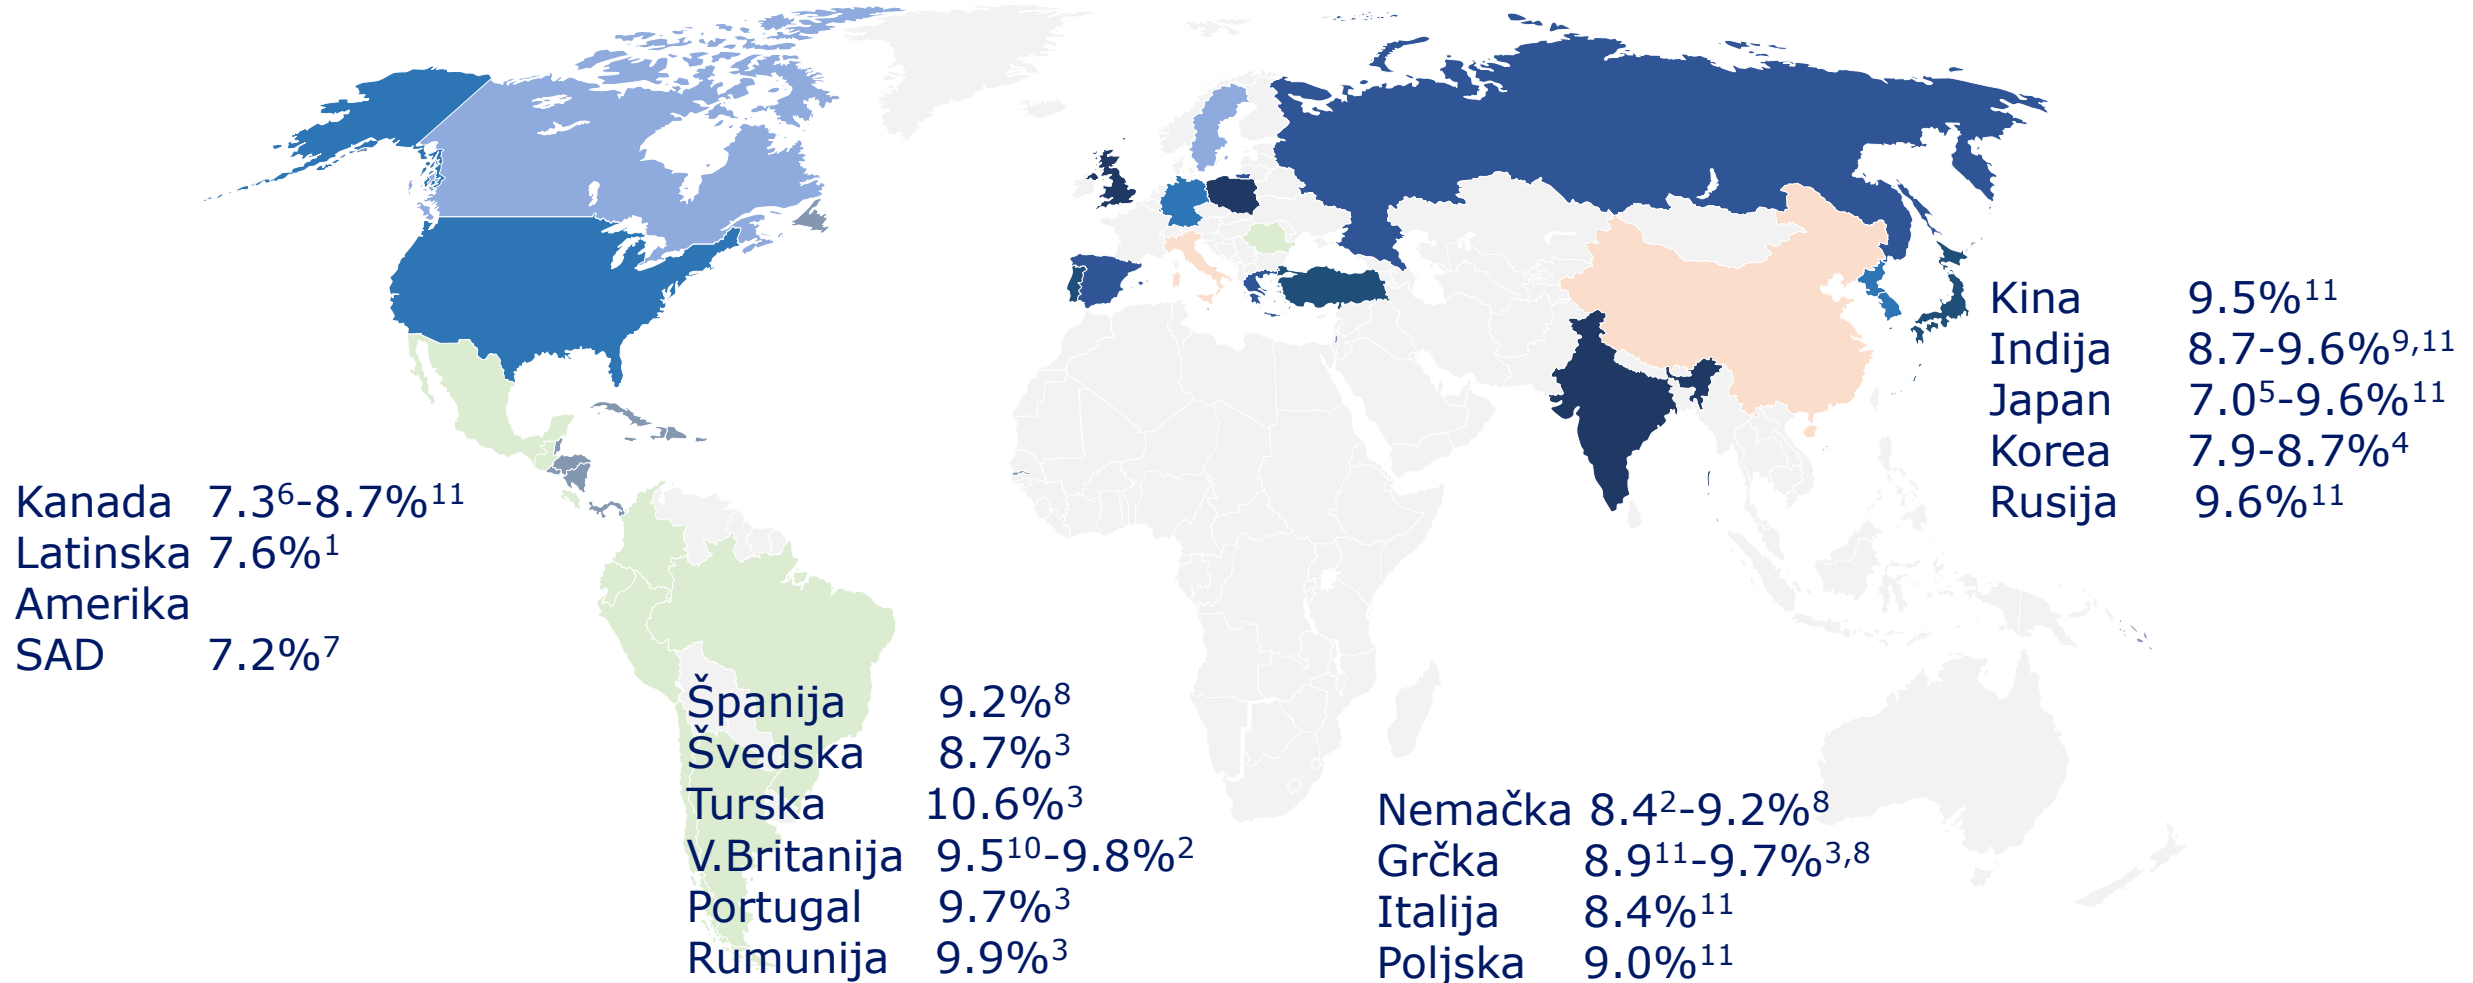 Kina 9.5%¹¹
Indija 8.7-9.6%⁹,¹¹
Japan 7.0⁵-9.6%¹¹
Korea 7.9-8.7%⁴
Rusija 9.6%¹¹
Kanada 7.3⁶-8.7%¹¹
Latinska 7.6%¹
Amerika
SAD 7.2%⁷
Španija 9.2%⁸
Švedska 8.7%³
Turska 10.6%³
V.Britanija 9.5¹⁰-9.8%²
Portugal 9.7%³
Rumunija 9.9%³
Nemačka 8.4²-9.2%⁸
Grčka 8.9¹¹-9.7%³,⁸
Italija 8.4%¹¹
Poljska 9.0%¹¹